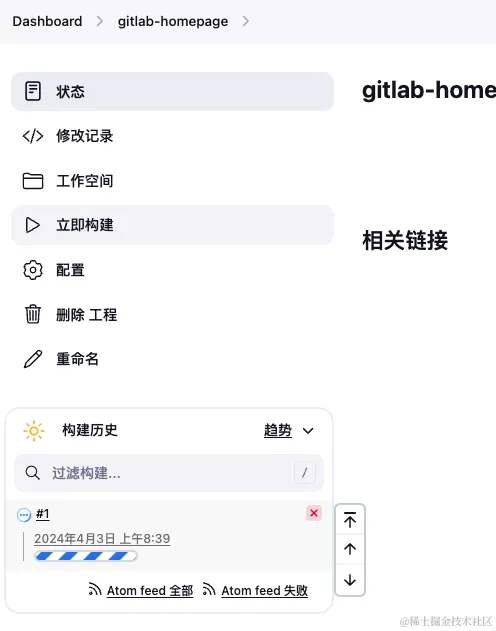 Dashboard > gitlab-homepage >
状态
gitlab-home
修改记录
工作空间
立即构建
相关链接
配置
删除 工程
重命名
构建历史 趋势
过滤构建... /
#1
2024年4月3日 上午8:39
Atom feed 全部 Atom feed 失败
@稀土掘金技术社区